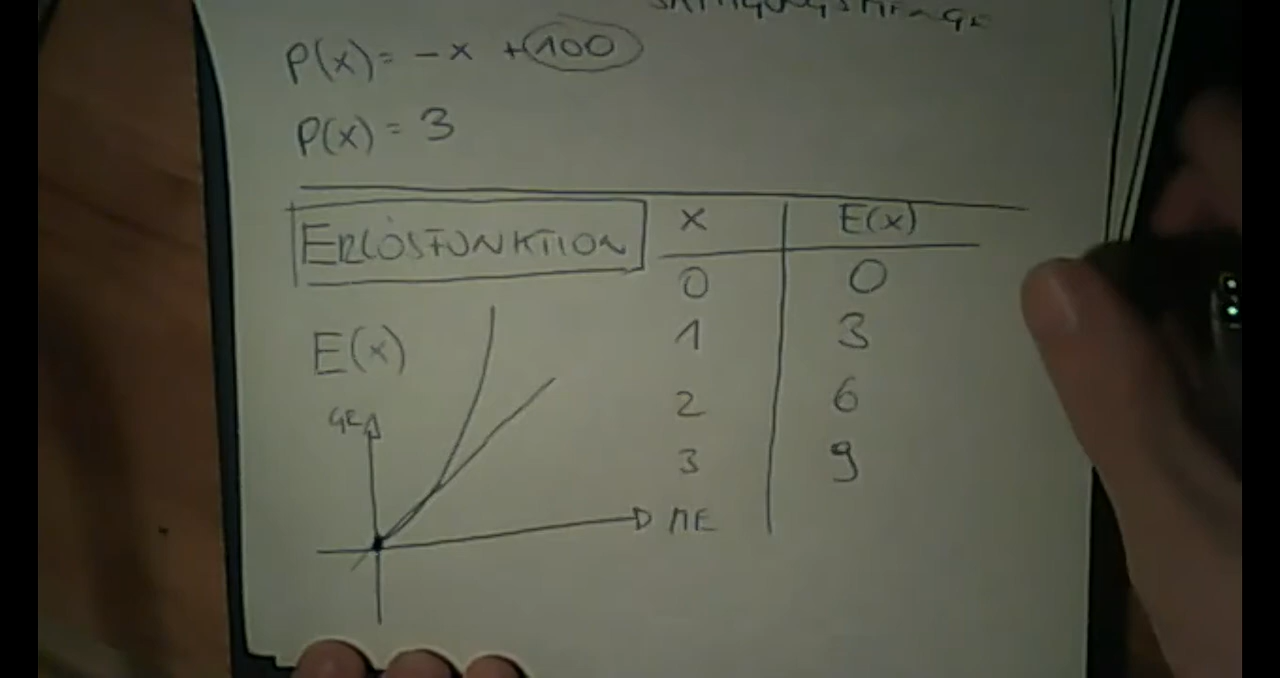 P(x) = -x + 100
P(x) = 3
ERLÖSFUNKTION
x E(x)
0 0
1 3
2 6
3 9
E(x)
GE
ME